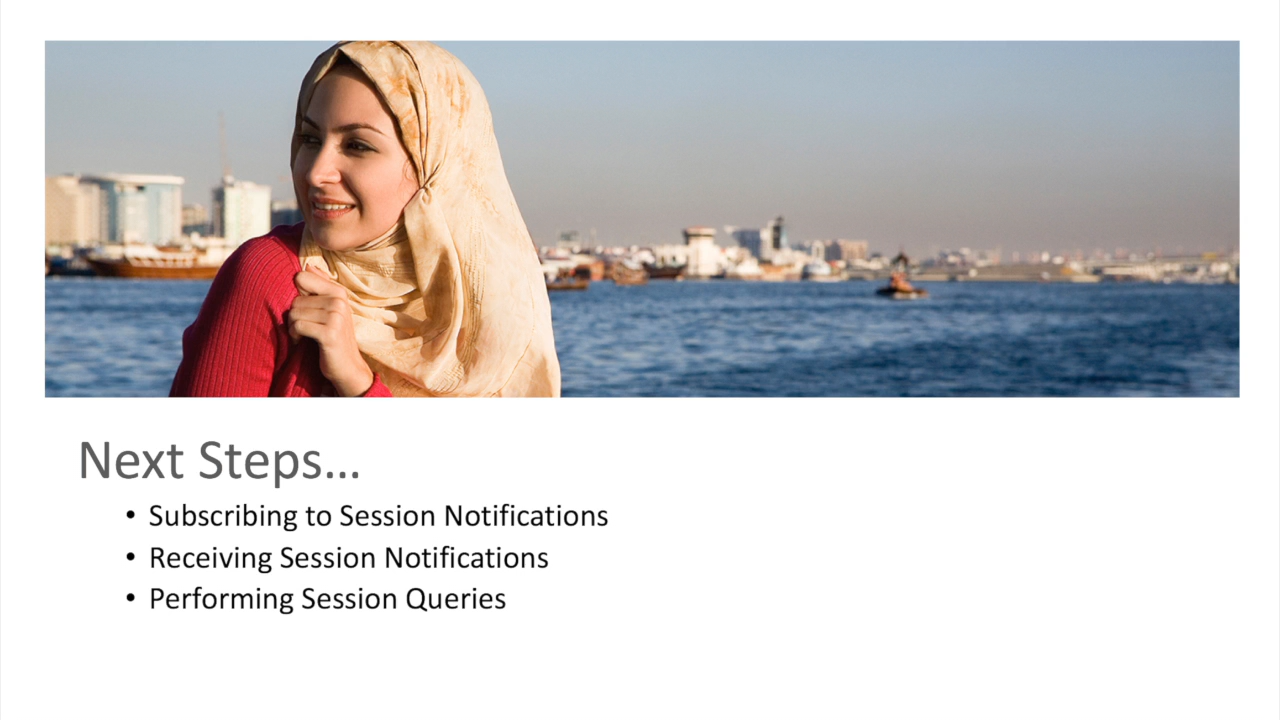 Next Steps…
• Subscribing to Session Notifications
• Receiving Session Notifications
• Performing Session Queries